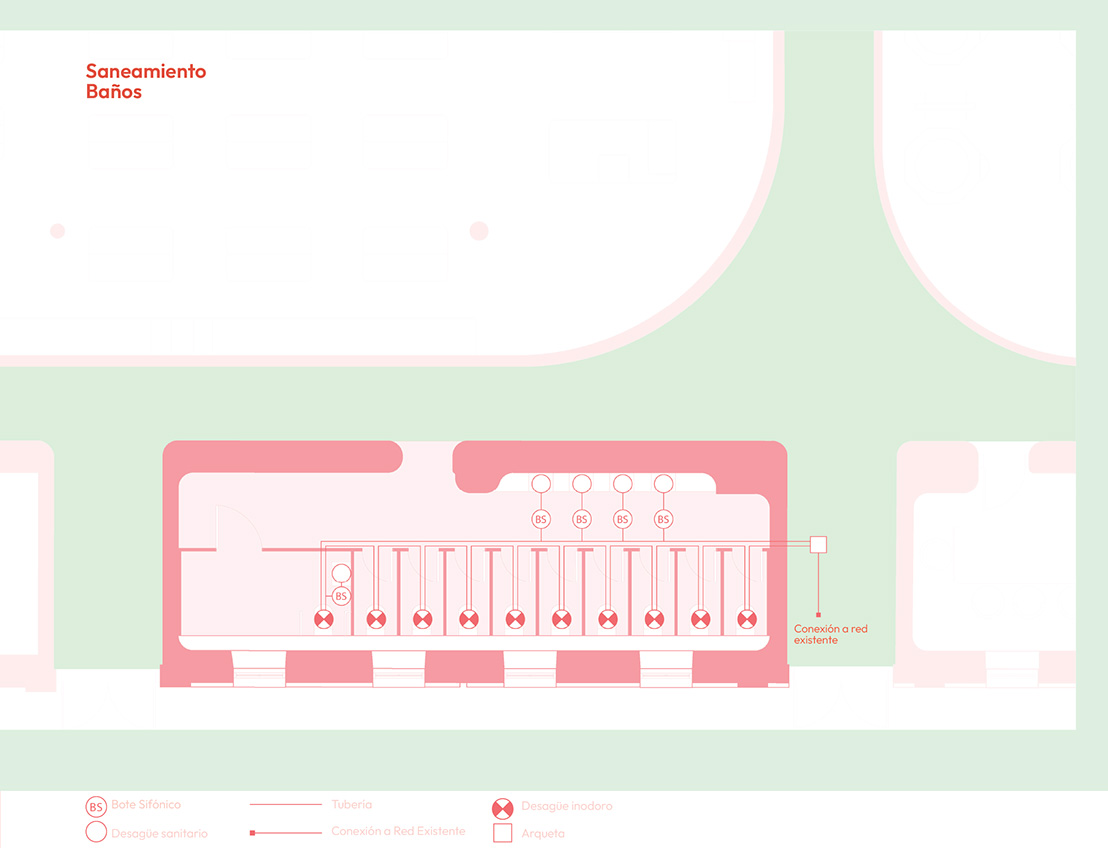 Saneamiento
Baños
BS BS BS BS
BS
Conexión a red
existente
BS Bote Sifónico
Tubería
Desagüe inodoro
Desagüe sanitario
Conexión a Red Existente
Arqueta